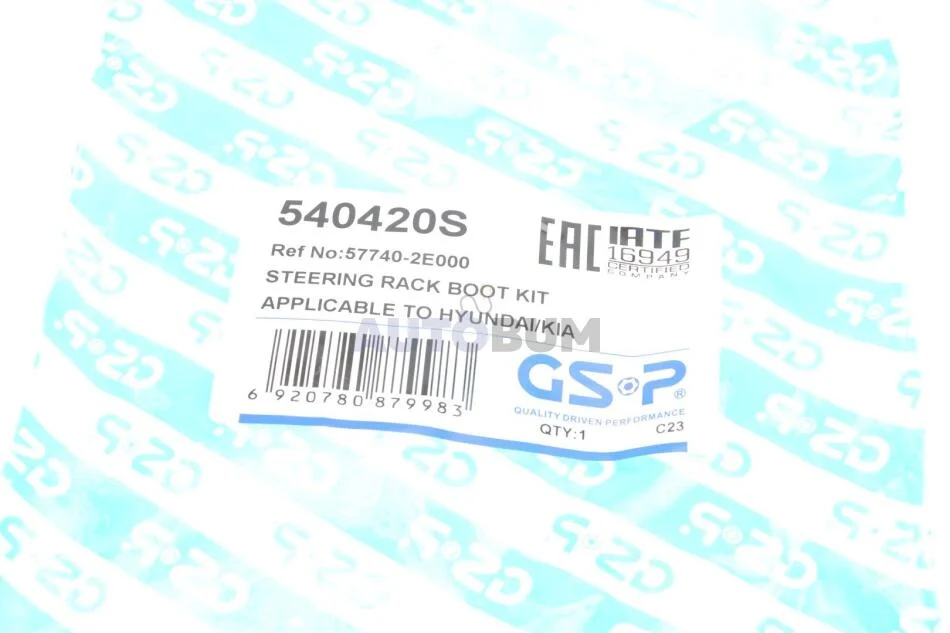 540420S
Ref No:57740-2E000
STEERING RACK BOOT KIT
APPLICABLE TO HYUNDAI/KIA
EAC
IATF
16949
CERTIFIED
COMPANY
AUTOBUM
6 920780 879983
GSP®
QUALITY DRIVEN PERFORMANCE
QTY:1
C23